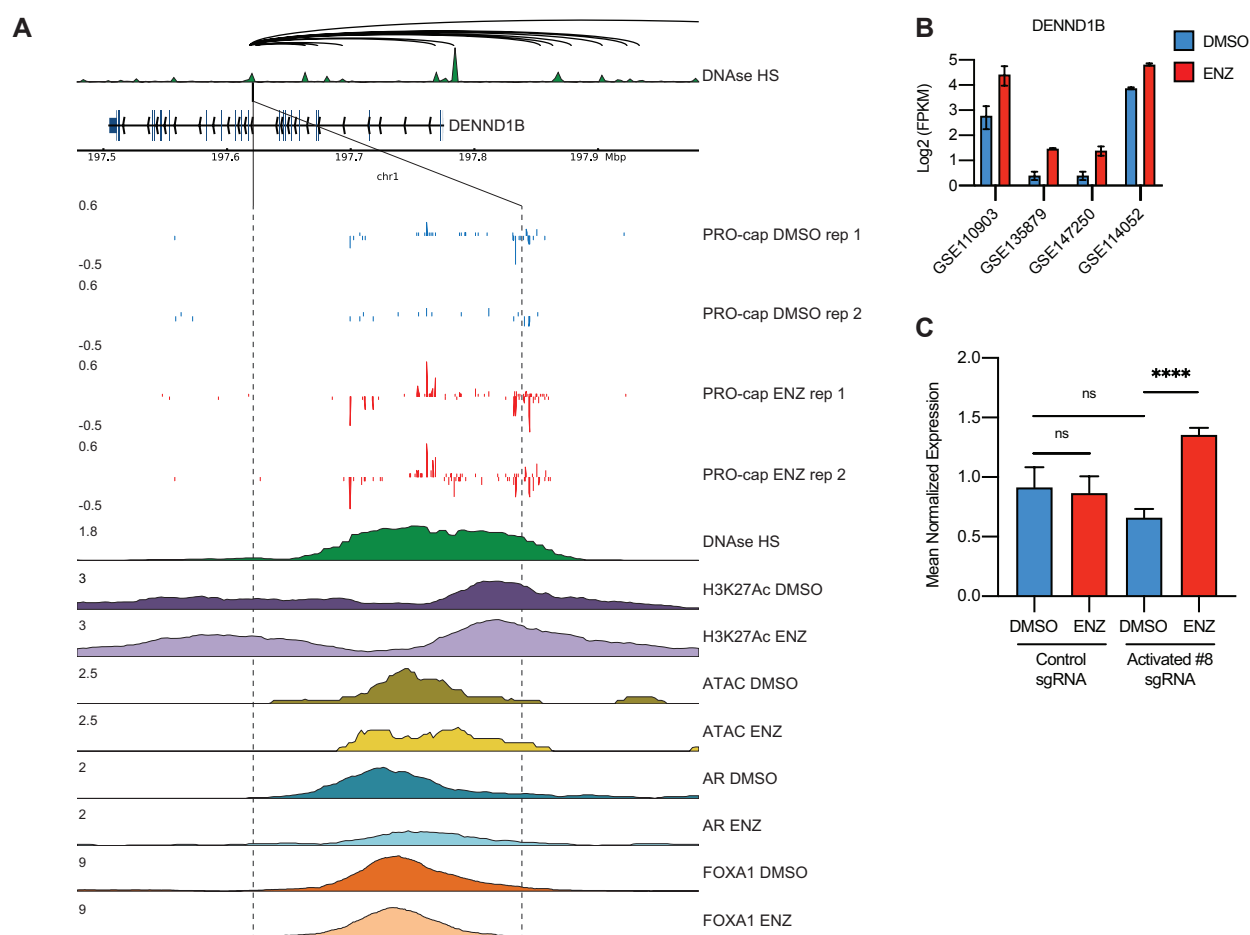 A
DNAse HS
DENND1B
197.5 197.6 197.7 197.8 197.9 Mbp
chr1
0.6
PRO-cap DMSO rep 1
-0.5
0.6
PRO-cap DMSO rep 2
-0.5
0.6
PRO-cap ENZ rep 1
-0.5
0.6
PRO-cap ENZ rep 2
-0.5
1.8
DNAse HS
3
H3K27Ac DMSO
3
H3K27Ac ENZ
2.5
ATAC DMSO
2.5
ATAC ENZ
2
AR DMSO
2
AR ENZ
9
FOXA1 DMSO
9
FOXA1 ENZ
B
DENND1B
DMSO
ENZ
Log2 (FPKM)
5
4
3
2
1
0
GSE110903
GSE135879
GSE147250
GSE114052
C
Mean Normalized Expression
2.0
1.5
1.0
0.5
0.0
****
ns
ns
DMSO ENZ DMSO ENZ
Control Activated #8
sgRNA sgRNA